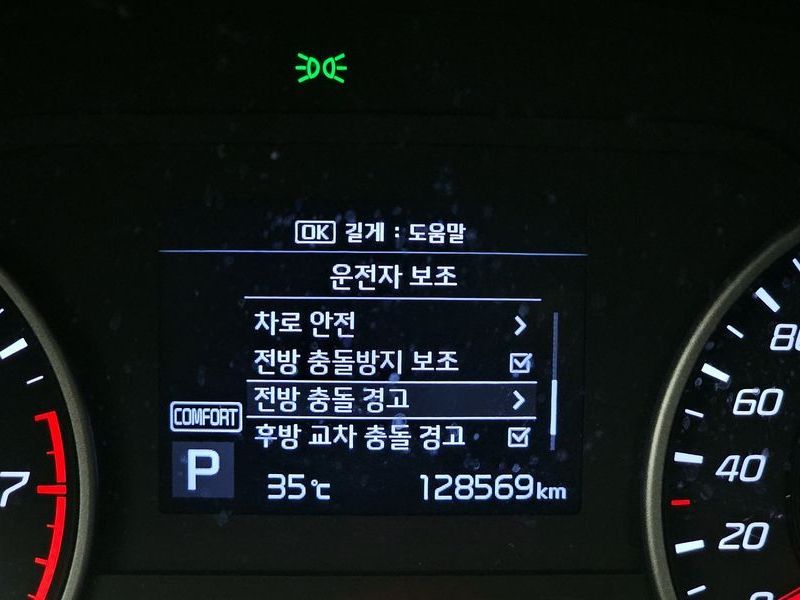 OK 길게 : 도움말
운전자 보조
차로 안전
전방 충돌방지 보조
전방 충돌 경고
후방 교차 충돌 경고
COMFORT
P
35℃
128569km
7
60
40
20